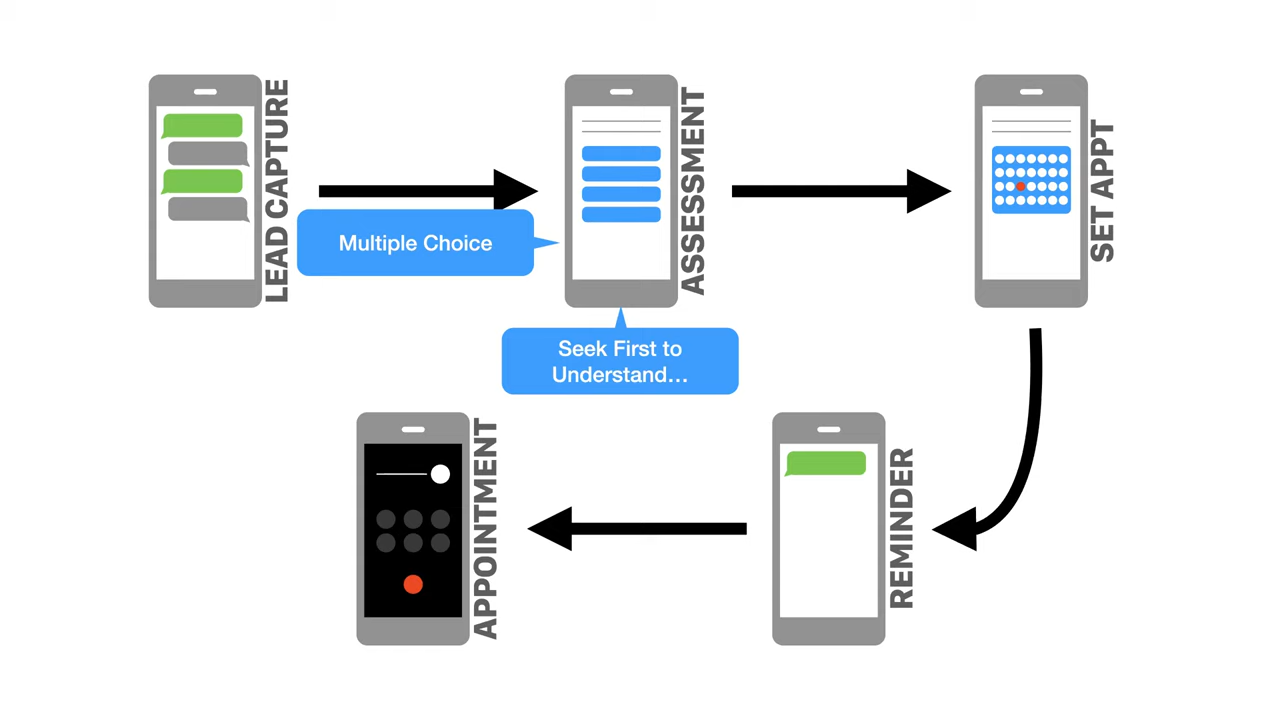 LEAD CAPTURE
Multiple Choice
ASSESSMENT
Seek First to
Understand...
SET APPT
REMINDER
APPOINTMENT